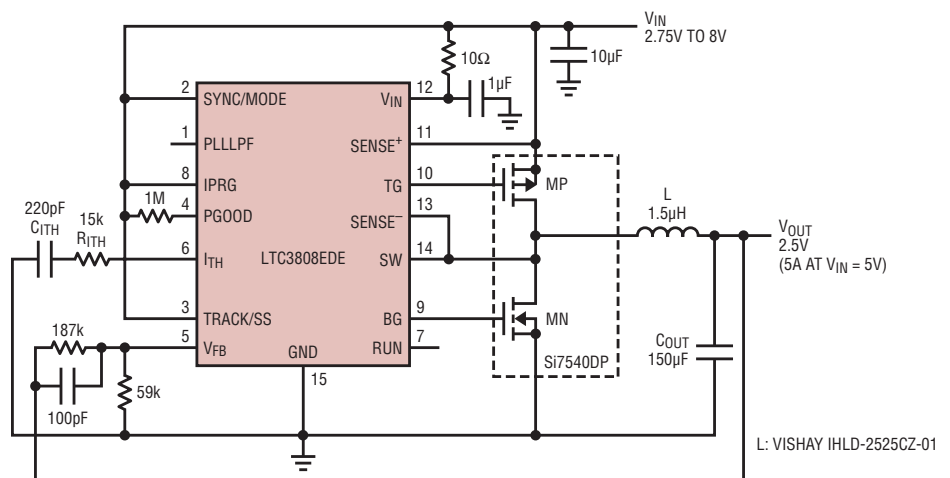 VIN
2.75V TO 8V
10Ω
10µF
1µF
2
SYNC/MODE
VIN
12
1
PLLLPF
SENSE+
11
8
IPRG
TG
10
MP
1M
4
PGOOD
SENSE−
13
220pF
CITH
15k
RITH
6
ITH
LTC3808EDE
SW
14
L
1.5µH
VOUT
2.5V
(5A AT VIN = 5V)
3
TRACK/SS
BG
9
MN
187k
5
VFB
GND
RUN
7
Si7540DP
COUT
150µF
15
100pF
59k
L: VISHAY IHLD-2525CZ-01